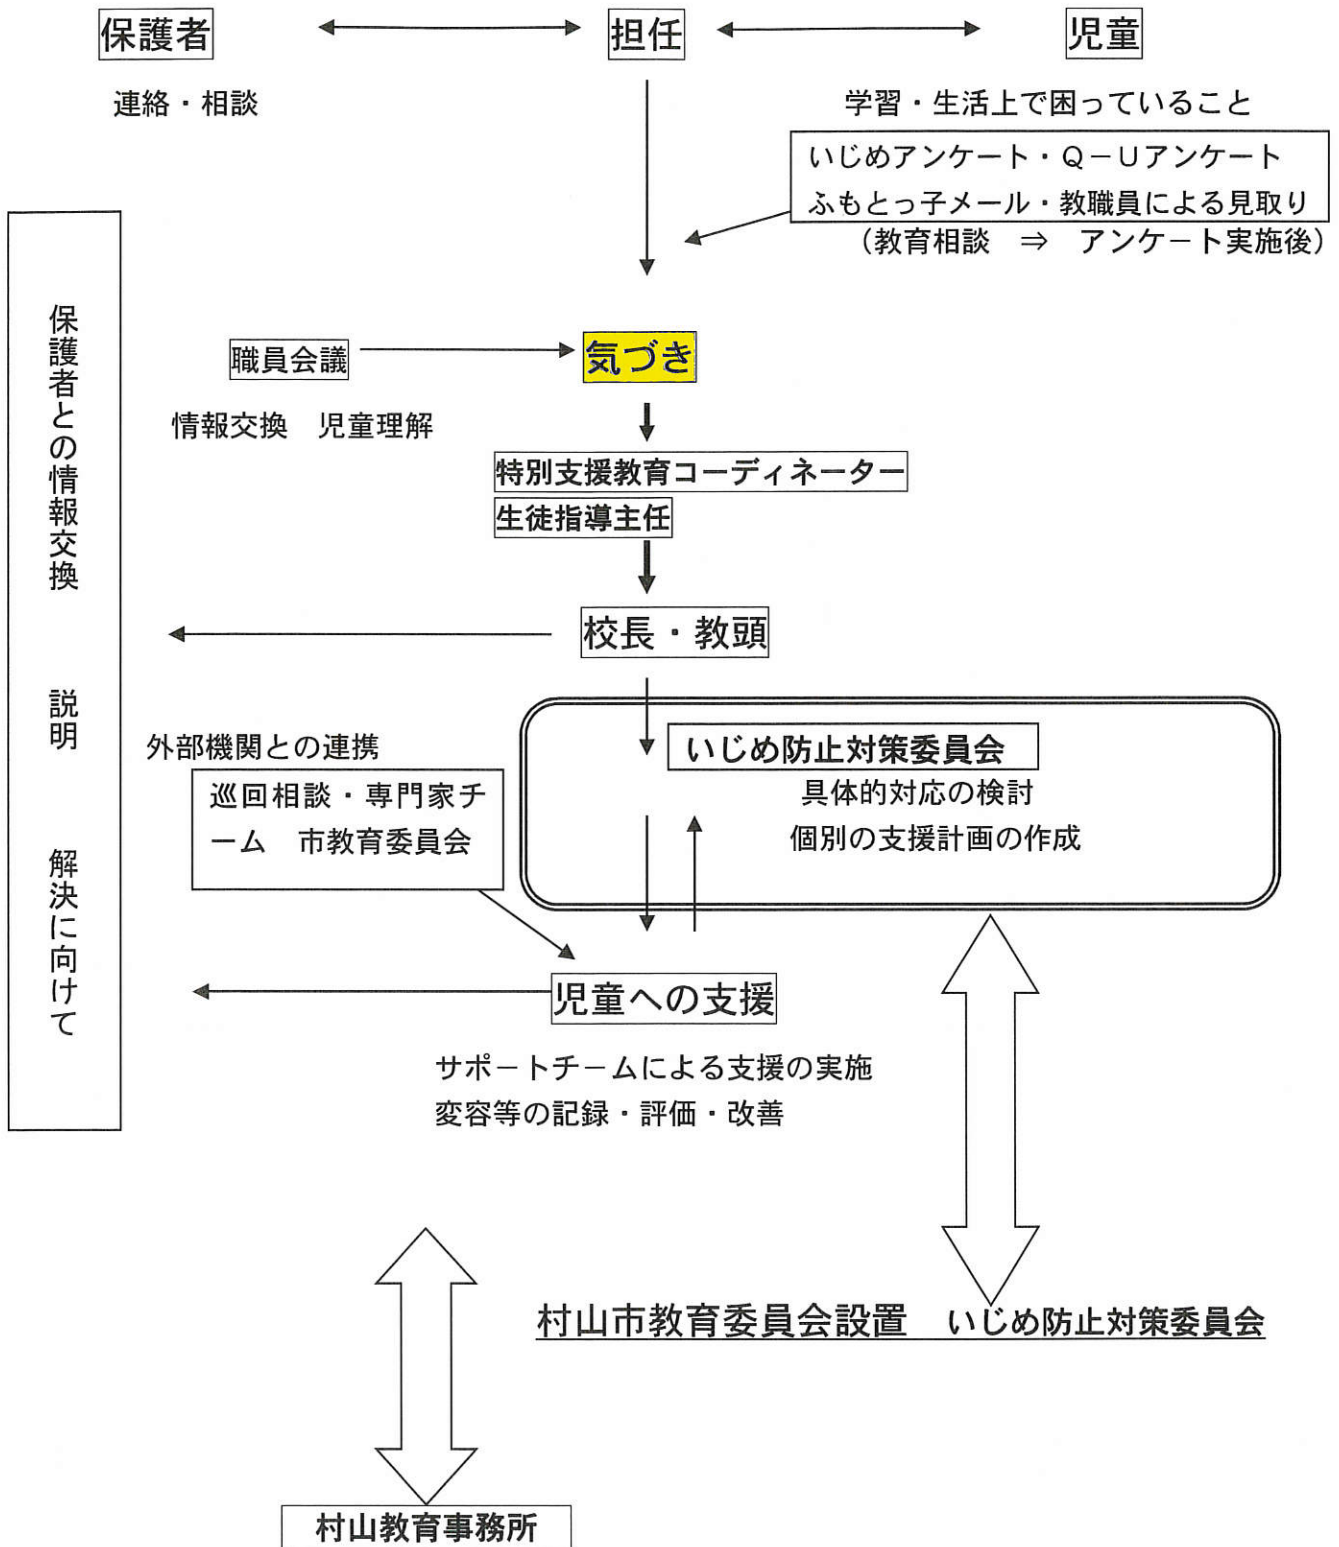 保護者
担任
児童
連絡・相談
学習・生活上で困っていること
いじめアンケート・Q－Uアンケート
ふもとっ子メール・教職員による見取り
（教育相談　⇒　アンケート実施後）
保護者との情報交換　　説明　　解決に向けて
職員会議
気づき
情報交換　児童理解
特別支援教育コーディネーター
生徒指導主任
校長・教頭
外部機関との連携
巡回相談・専門家チ
ーム　市教育委員会
いじめ防止対策委員会
具体的対応の検討
個別の支援計画の作成
児童への支援
サポートチームによる支援の実施
変容等の記録・評価・改善
村山市教育委員会設置　いじめ防止対策委員会
村山教育事務所